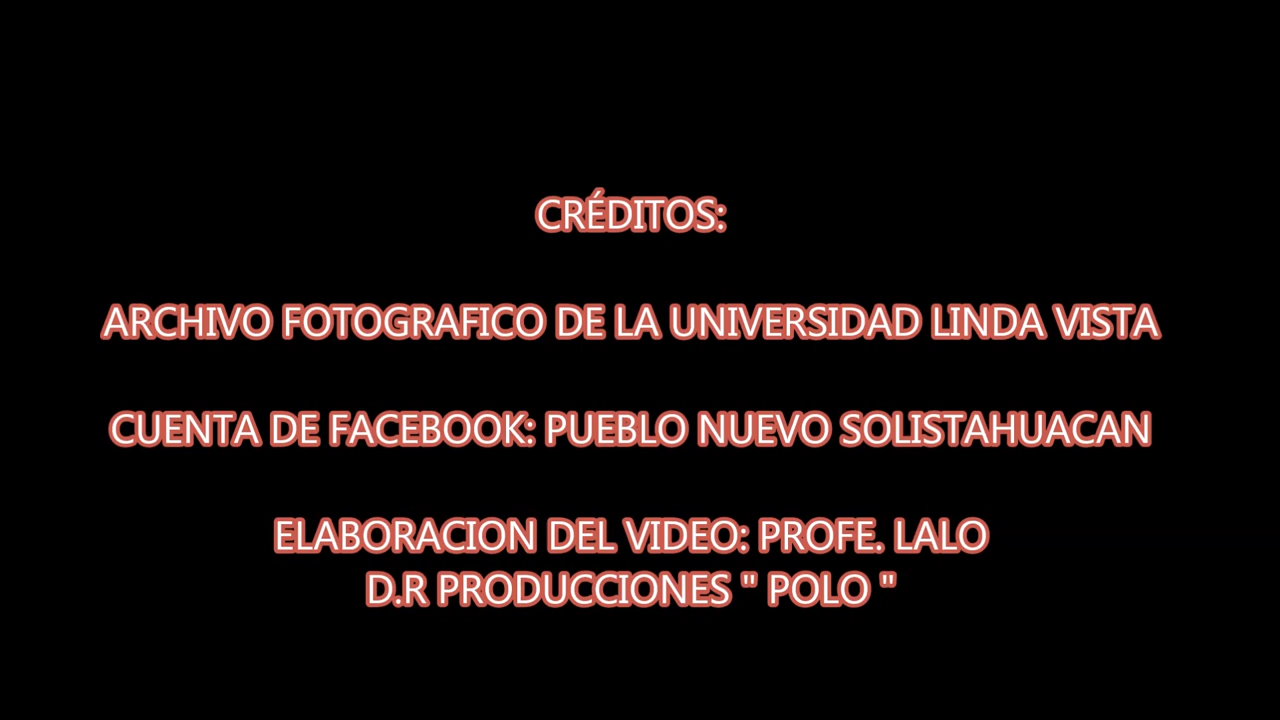 CRÉDITOS:
ARCHIVO FOTOGRAFICO DE LA UNIVERSIDAD LINDA VISTA
CUENTA DE FACEBOOK: PUEBLO NUEVO SOLISTAHUACAN
ELABORACION DEL VIDEO: PROFE. LALO
D.R PRODUCCIONES " POLO "